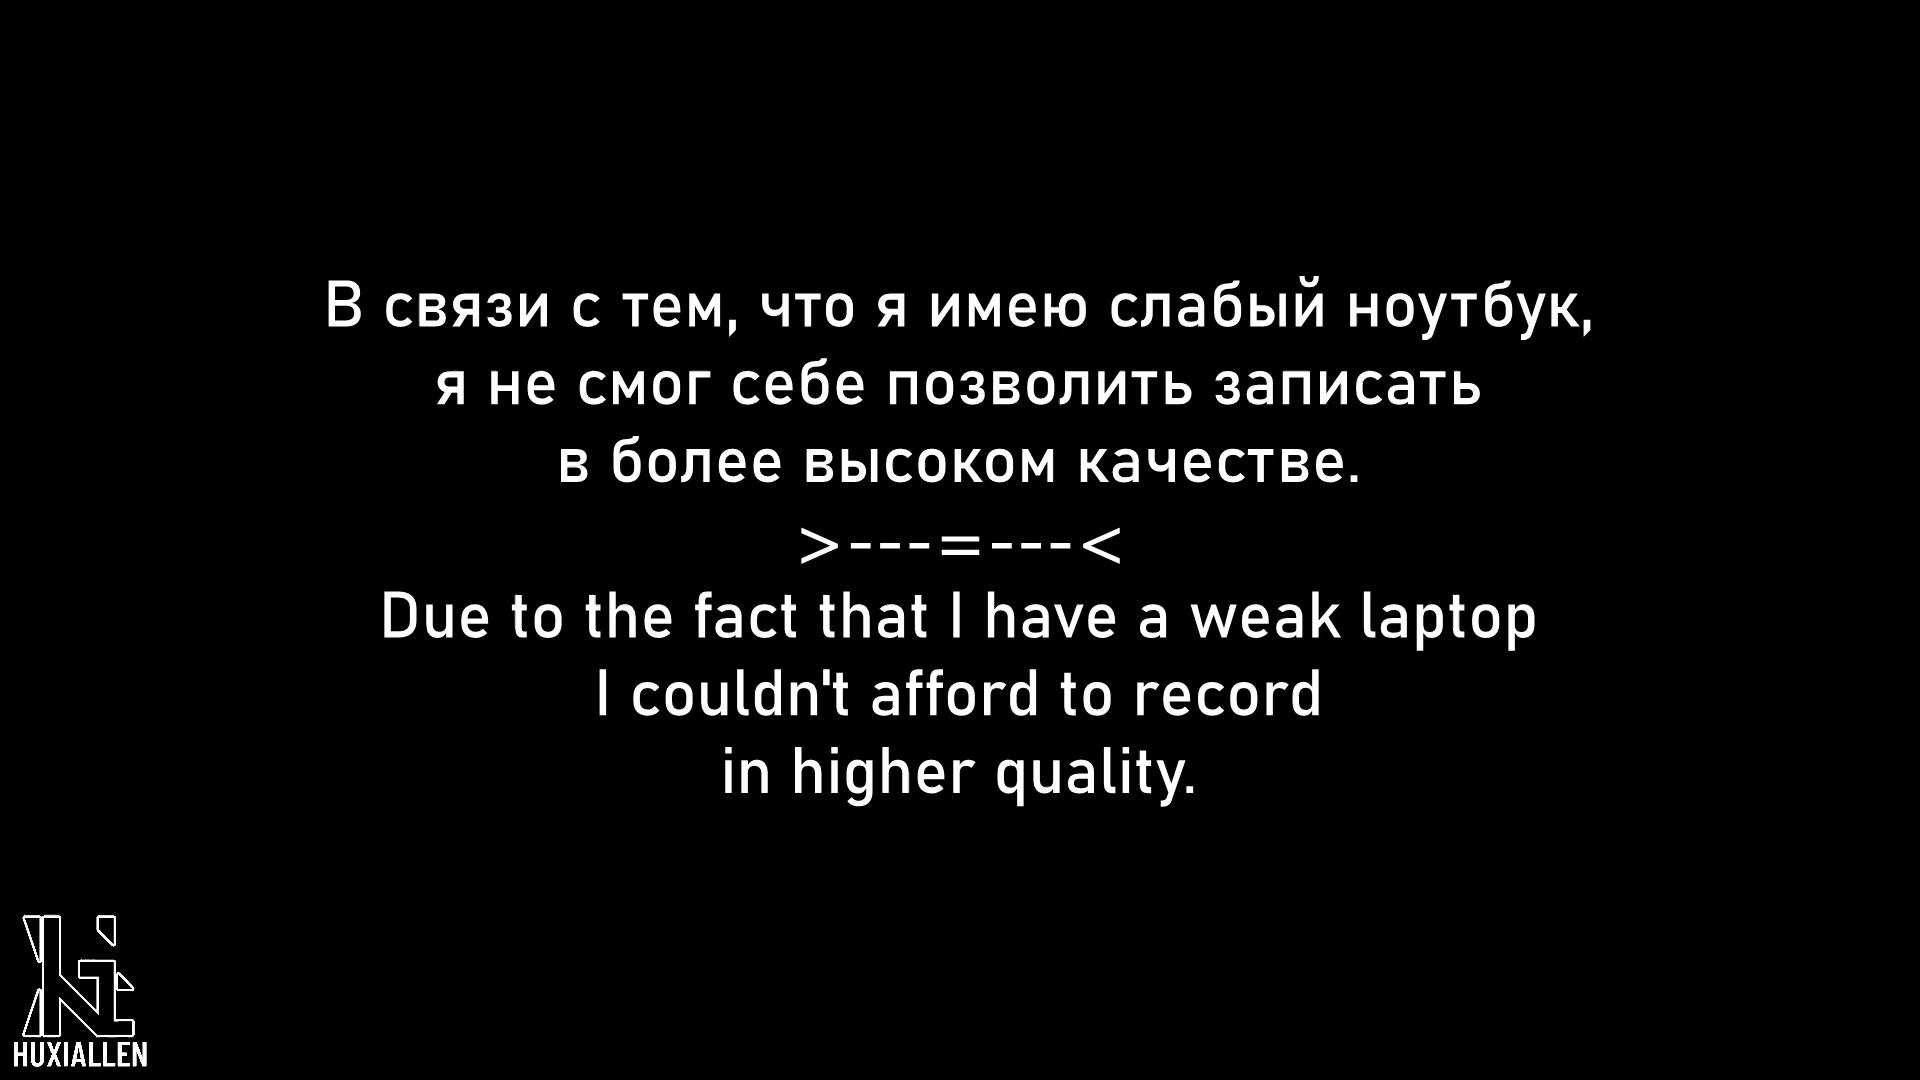 В связи с тем, что я имею слабый ноутбук,
я не смог себе позволить записать
в более высоком качестве.
>---=---<
Due to the fact that I have a weak laptop
I couldn't afford to record
in higher quality.
HUXIALLEN